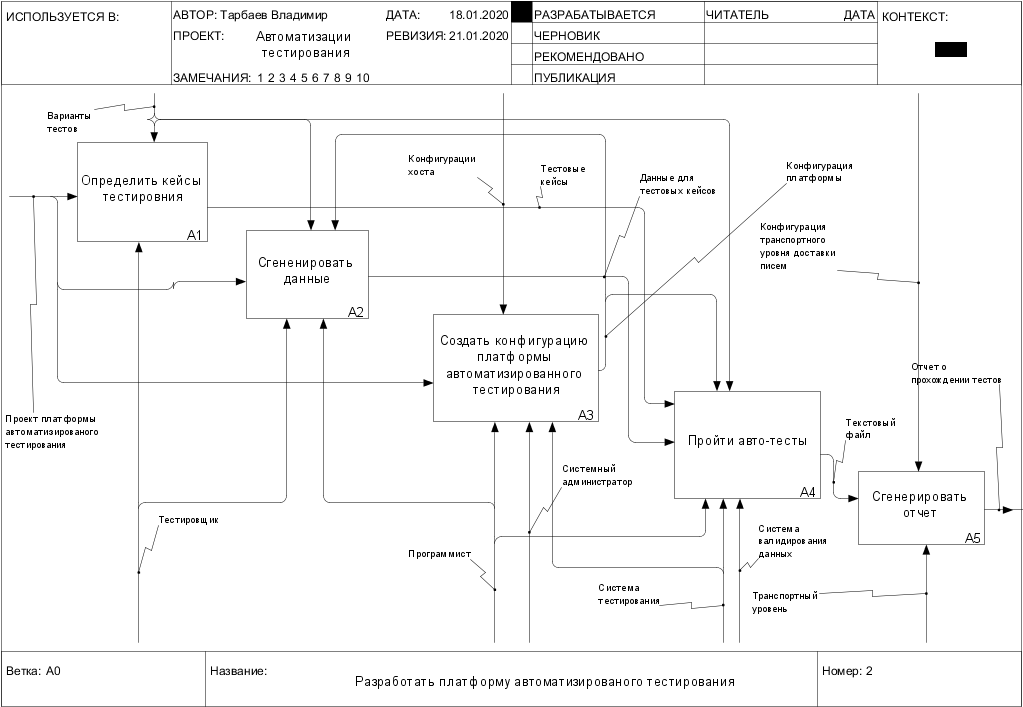 ИСПОЛЬЗУЕТСЯ В:
АВТОР: Тарбаев Владимир
ДАТА: 18.01.2020
РАЗРАБАТЫВАЕТСЯ
ЧИТАТЕЛЬ
ДАТА
КОНТЕКСТ:
ПРОЕКТ: Автоматизации
тестирования
РЕВИЗИЯ: 21.01.2020
ЧЕРНОВИК
РЕКОМЕНДОВАНО
ЗАМЕЧАНИЯ: 1 2 3 4 5 6 7 8 9 10
ПУБЛИКАЦИЯ
Варианты
тестов
Определить кейсы
тестировния
A1
Конфигурации
хоста
Тестовые
кейсы
Данные для
тестовых кейсов
Конфигурация
платформы
Конфигурация
транспортного
уровня доставки
писем
Сгененировать
данные
A2
Создать конфигурацию
платформы
автоматизированного
тестирования
A3
Отчет о
прохождении тестов
Проект платформы
автоматизированого
тестирования
Пройти авто-тесты
A4
Текстовый
файл
Сгенерировать
отчет
A5
Системный
администратор
Тестировщик
Программист
Система
валидирования
данных
Система
тестирования
Транспортный
уровень
Ветка: A0
Название:
Разработать платформу автоматизированого тестирования
Номер: 2